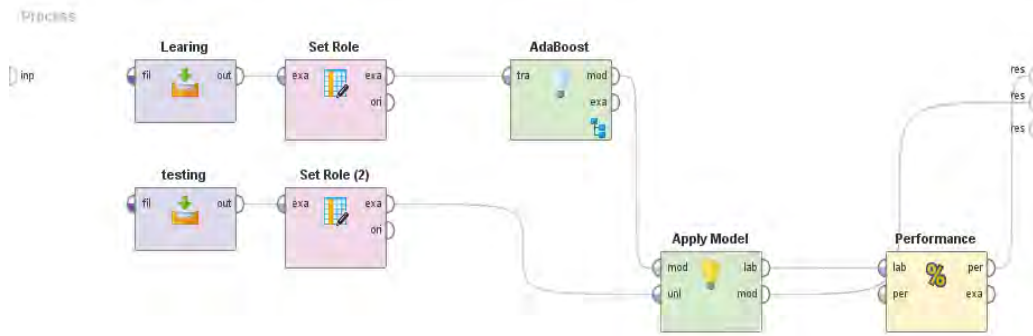 Process
Learing
Set Role
AdaBoost
inp
fil
out
exa
exa
ori
tra
mod
exa
res
res
res
testing
Set Role (2)
fil
out
exa
exa
ori
Apply Model
Performance
mod
lab
uni
mod
lab
per
per
exa
%